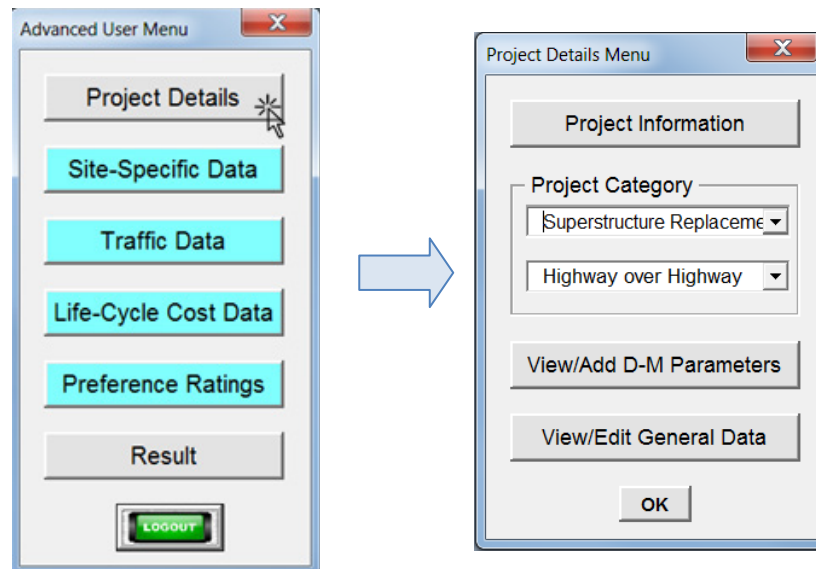 Advanced User Menu
Project Details
Site-Specific Data
Traffic Data
Life-Cycle Cost Data
Preference Ratings
Result
LOGOUT
Project Details Menu
Project Information
Project Category
Superstructure Replaceme
Highway over Highway
View/Add D-M Parameters
View/Edit General Data
OK